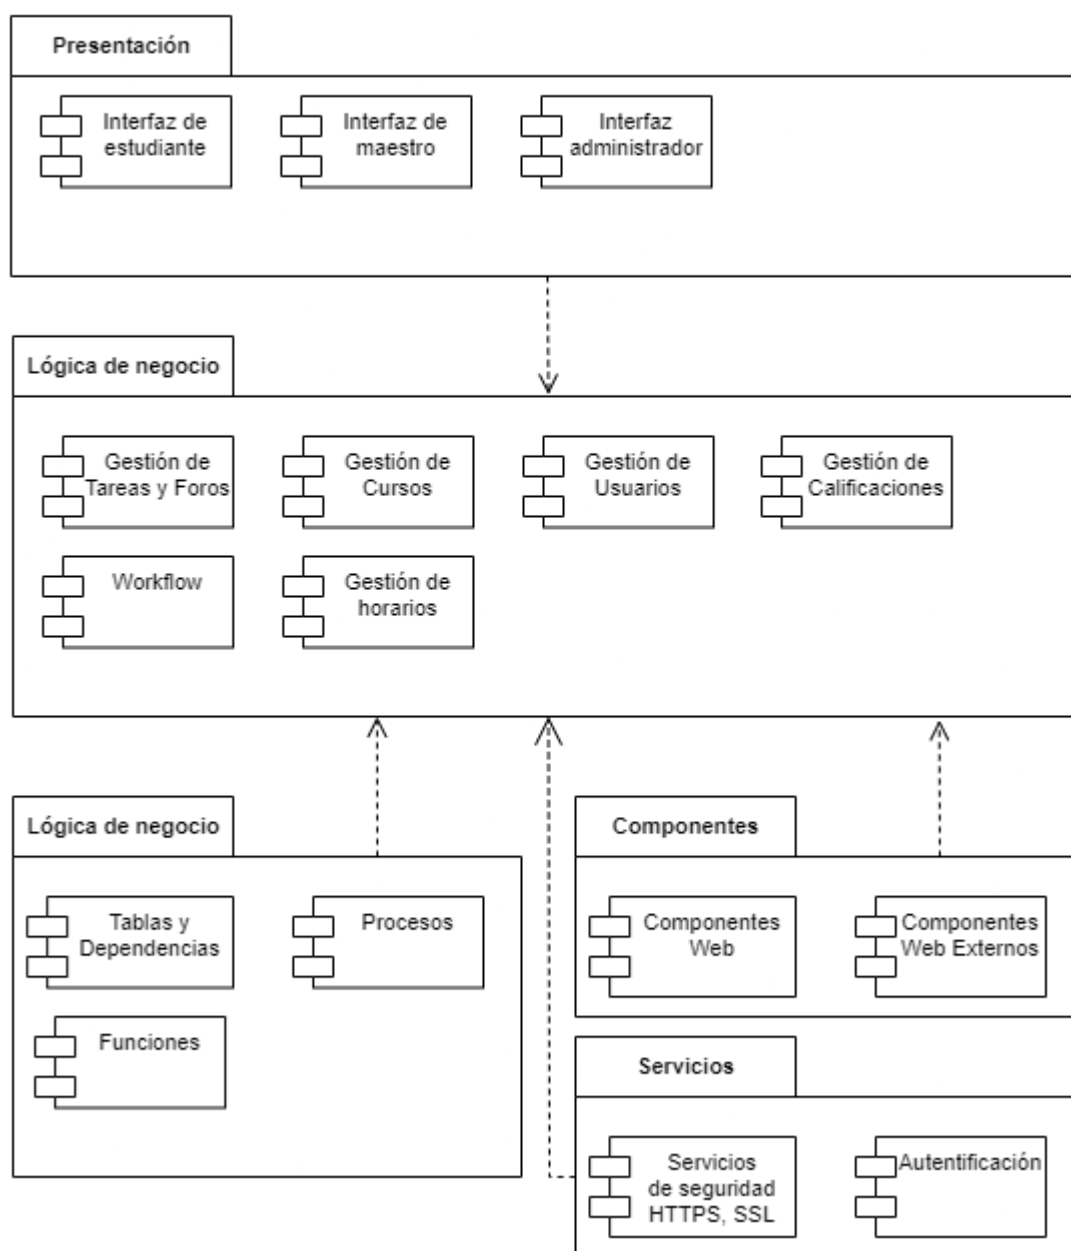 Presentación
Interfaz de
estudiante
Interfaz de
maestro
Interfaz
administrador
Lógica de negocio
Gestión de
Tareas y Foros
Gestión de
Cursos
Gestión de
Usuarios
Gestión de
Calificaciones
Workflow
Gestión de
horarios
Lógica de negocio
Tablas y
Dependencias
Procesos
Funciones
Componentes
Componentes
Web
Componentes
Web Externos
Servicios
Servicios
de seguridad
HTTPS, SSL
Autentificación